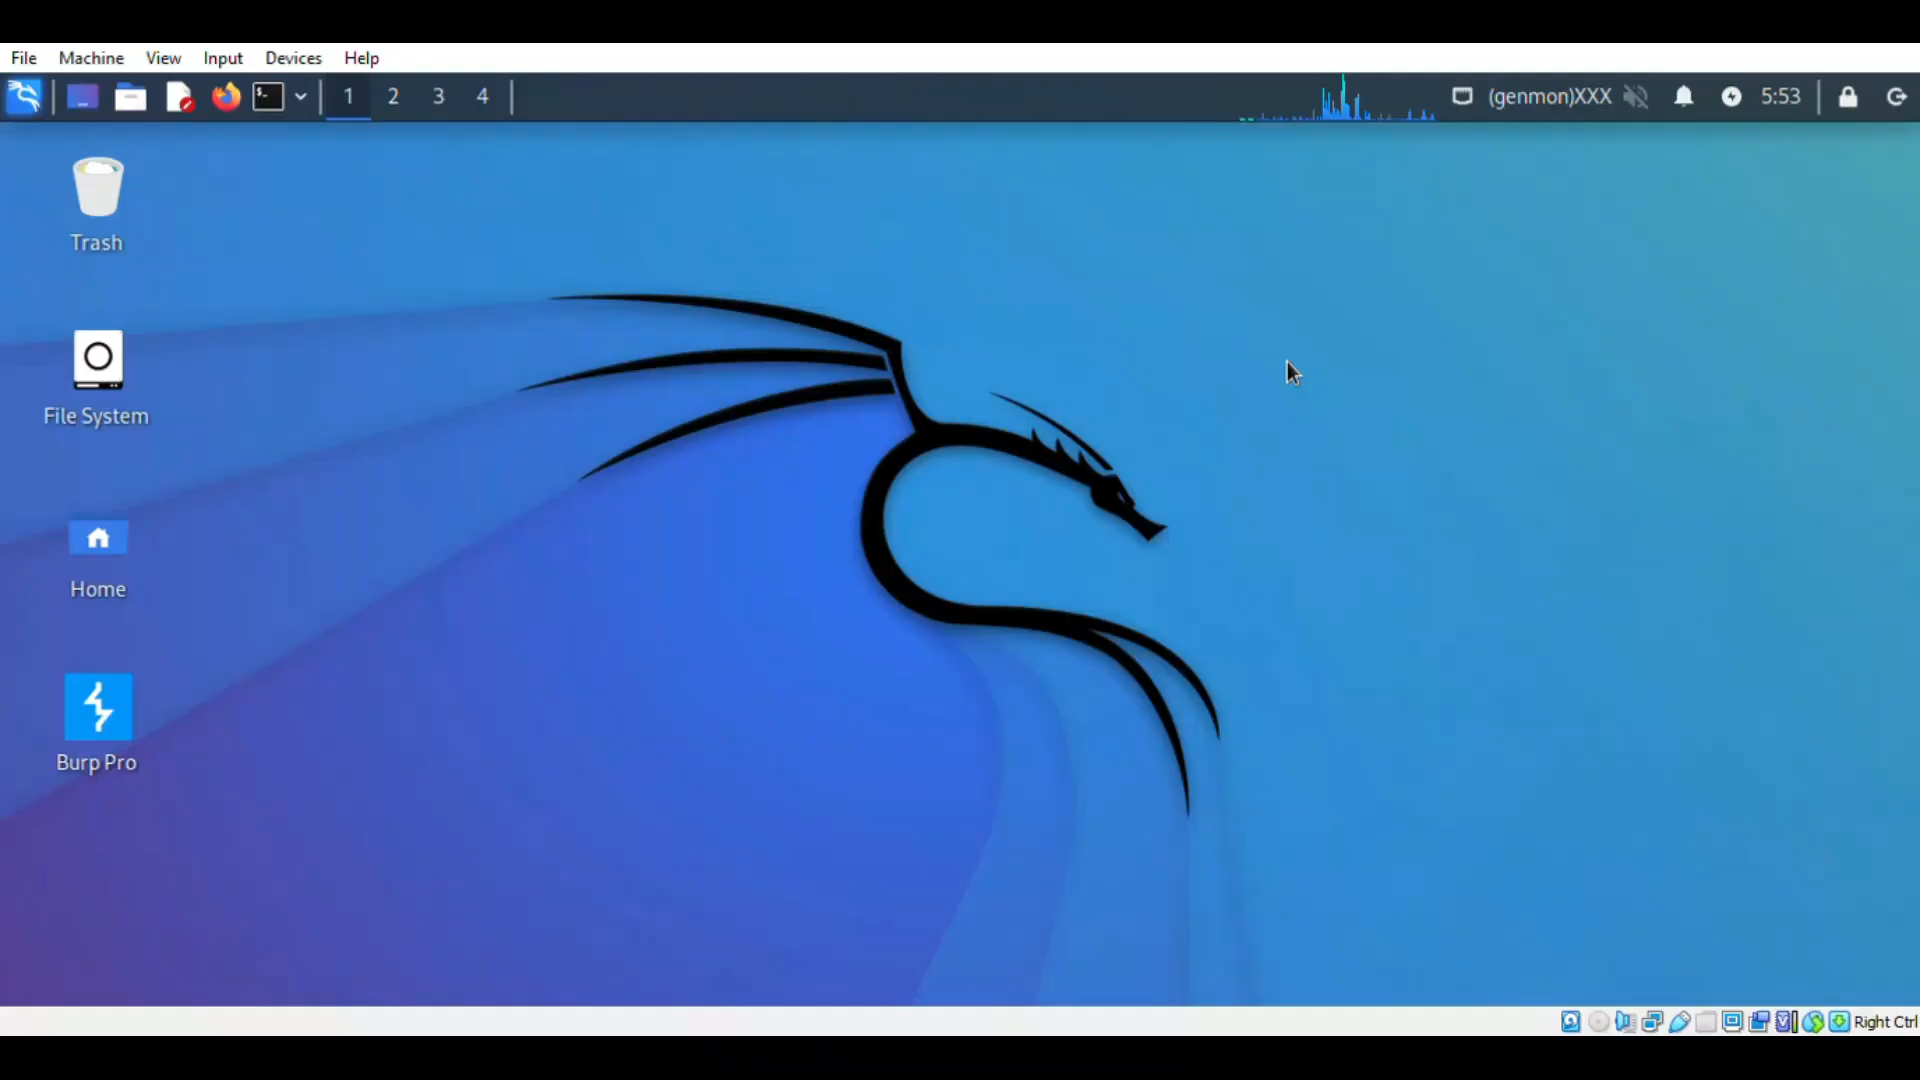 File Machine View Input Devices Help
1 2 3 4 (genmon)XXX 5:53
Trash
File System
Home
Burp Pro
Right Ctrl